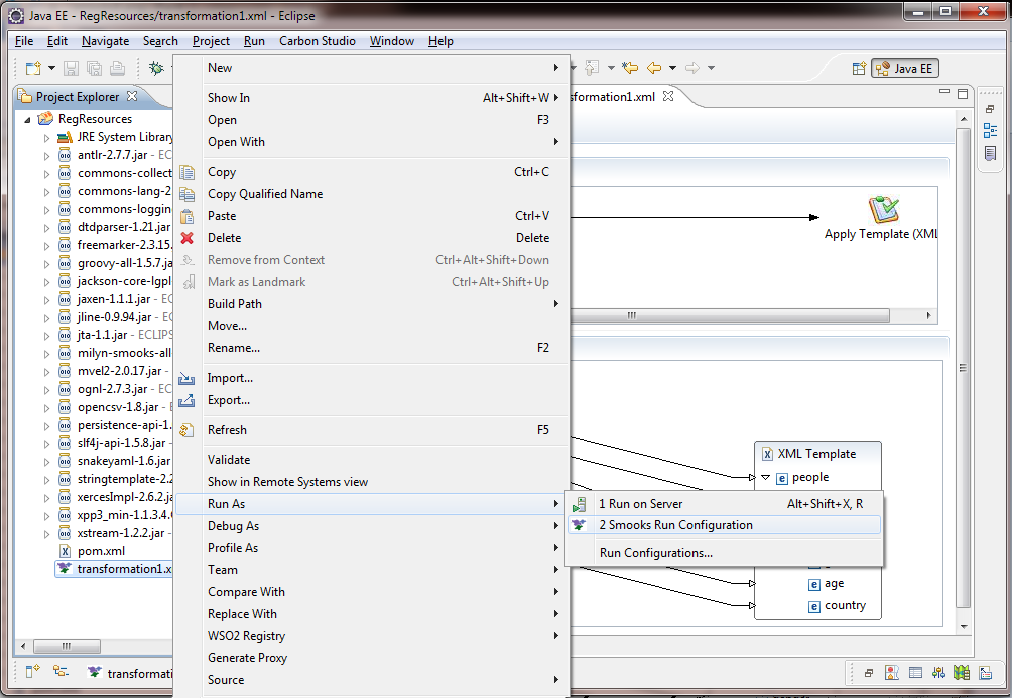 Java EE - RegResources/transformation1.xml - Eclipse
File Edit Navigate Search Project Run Carbon Studio Window Help
Java EE
Project Explorer
sformation1.xml
RegResources
JRE System Library
antlr-2.7.7.jar - EC
commons-collect
commons-lang-2
commons-loggin
dtdparser-1.21.jar
freemarker-2.3.15.
groovy-all-1.5.7.ja
jackson-core-lgpl
jaxen-1.1.1.jar - EC
jline-0.9.94.jar - EC
jta-1.1.jar - ECLIPS
milyn-smooks-all
mvel2-2.0.17.jar -
ognl-2.7.3.jar - EC
opencsv-1.8.jar - E
persistence-api-1.
slf4j-api-1.5.8.jar -
snakeyaml-1.6.jar
stringtemplate-2.2
xercesImpl-2.6.2.ja
xpp3_min-1.1.3.4.
xstream-1.2.2.jar -
pom.xml
transformation1.x
transformati
New
Show In Alt+Shift+W
Open F3
Open With
Copy Ctrl+C
Copy Qualified Name
Paste Ctrl+V
Delete Delete
Remove from Context Ctrl+Alt+Shift+Down
Mark as Landmark Ctrl+Alt+Shift+Up
Build Path
Move...
Rename... F2
Import...
Export...
Refresh F5
Validate
Show in Remote Systems view
Run As
Debug As
Profile As
Team
Compare With
Replace With
WSO2 Registry
Generate Proxy
Source
1 Run on Server Alt+Shift+X, R
2 Smooks Run Configuration
Run Configurations...
Apply Template (XML
XML Template
people
age
country